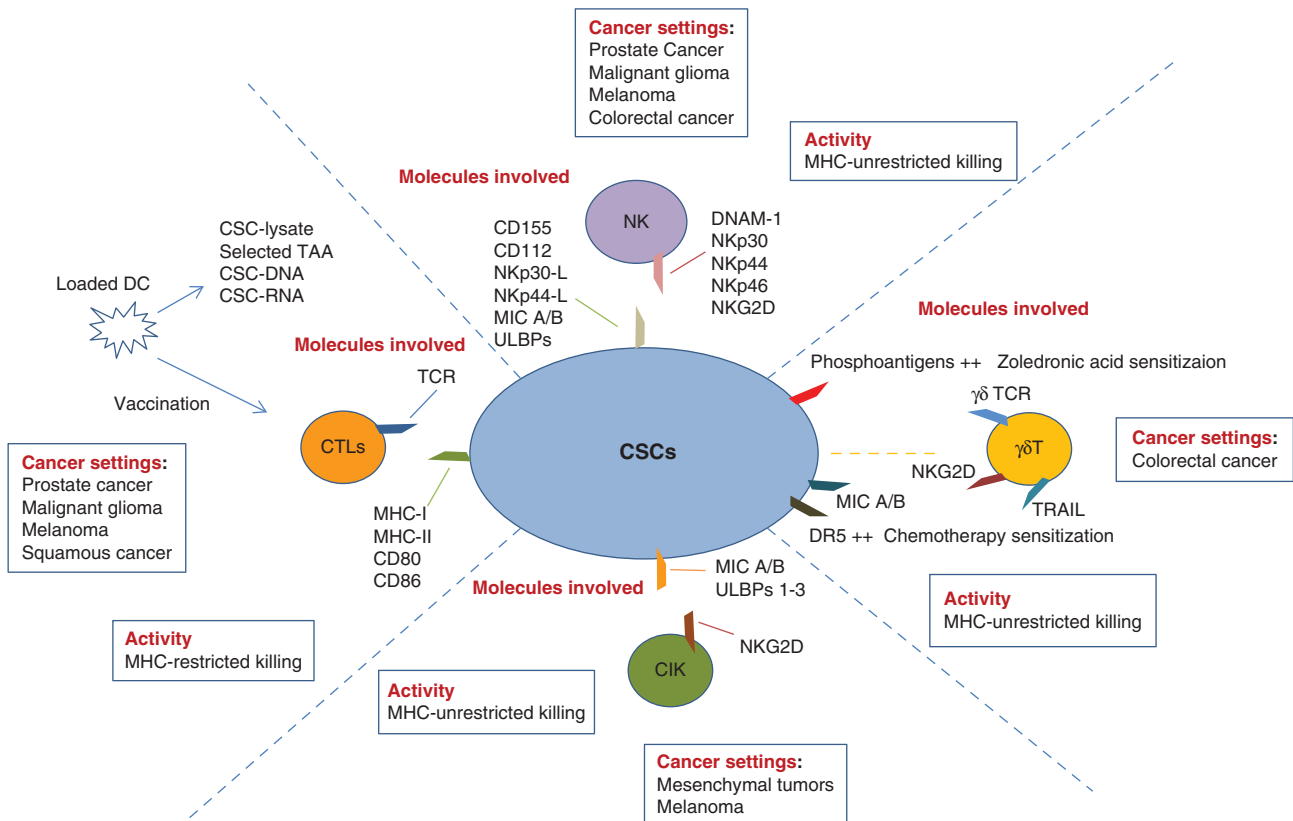 Cancer settings:
Prostate Cancer
Malignant glioma
Melanoma
Colorectal cancer
Activity
MHC-unrestricted killing
Molecules involved
NK
CD155
CD112
NKp30-L
NKp44-L
MIC A/B
ULBPs
DNAM-1
NKp30
NKp44
NKp46
NKG2D
CSC-lysate
Selected TAA
CSC-DNA
CSC-RNA
Loaded DC
Vaccination
Molecules involved
TCR
CTLs
MHC-I
MHC-II
CD80
CD86
Cancer settings:
Prostate cancer
Malignant glioma
Melanoma
Squamous cancer
Activity
MHC-restricted killing
CSCs
Molecules involved
Phosphoantigens ++ Zoledronic acid sensitizaion
γδ TCR
γδT
NKG2D
TRAIL
MIC A/B
DR5 ++ Chemotherapy sensitization
Cancer settings:
Colorectal cancer
Activity
MHC-unrestricted killing
Molecules involved
MIC A/B
ULBPs 1-3
NKG2D
CIK
Activity
MHC-unrestricted killing
Cancer settings:
Mesenchymal tumors
Melanoma